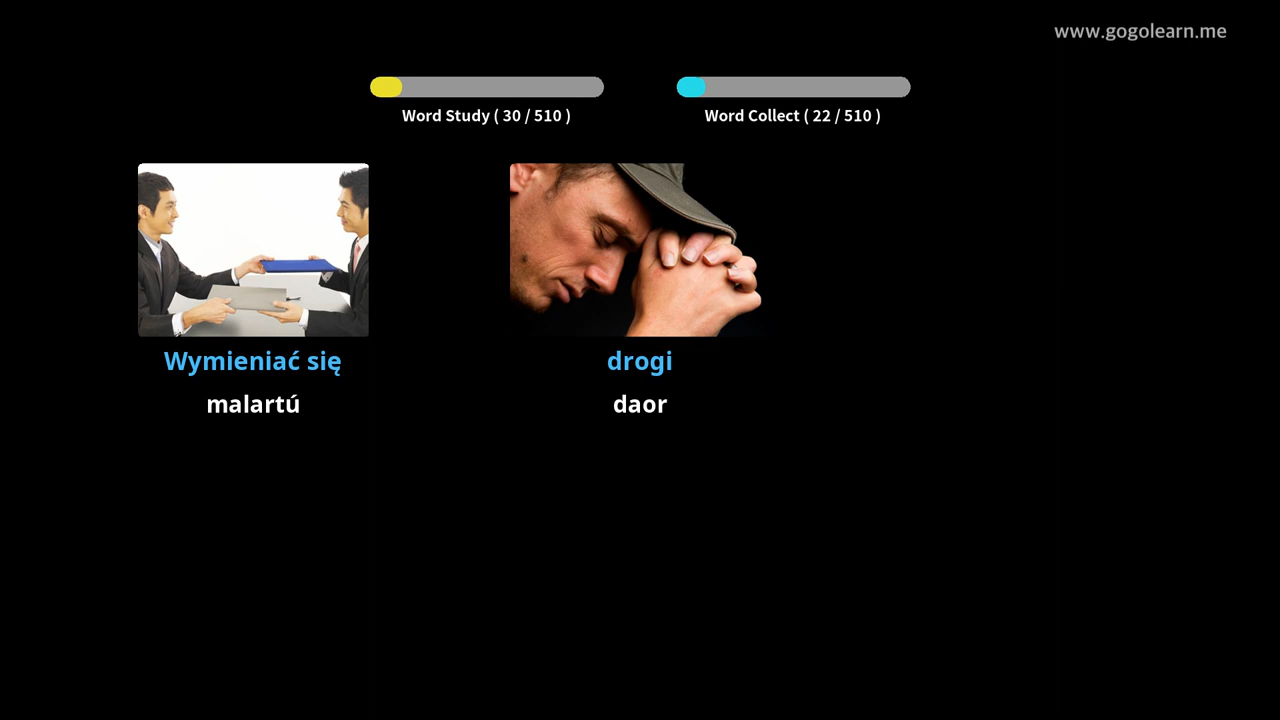 www.gogolearn.me
Word Study ( 30 / 510 )
Word Collect ( 22 / 510 )
Wymieniać się
malartú
drogi
daor